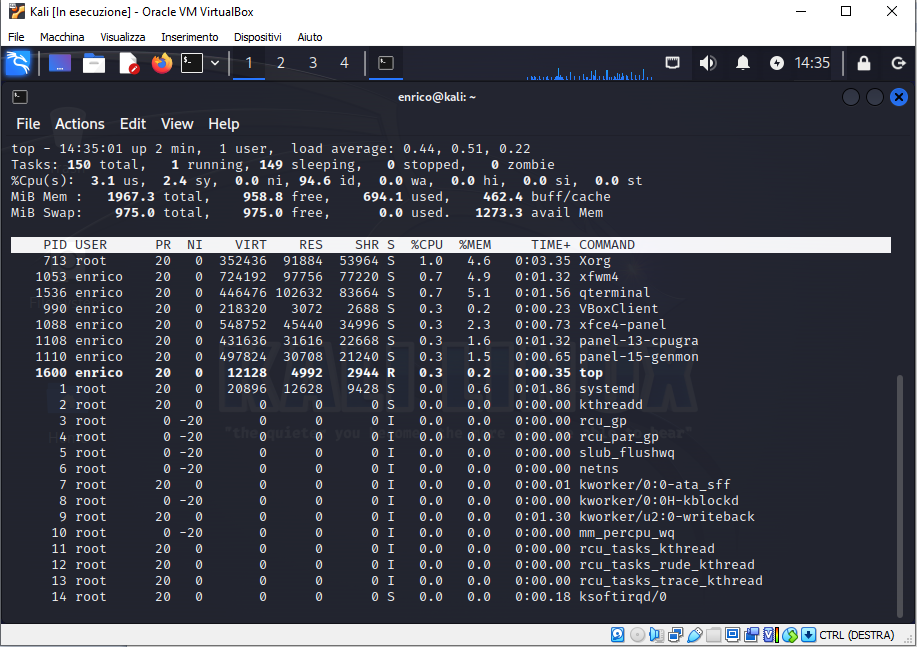 Kali [In esecuzione] - Oracle VM VirtualBox
File Macchina Visualizza Inserimento Dispositivi Aiuto
1 2 3 4 14:35
enrico@kali: ~
File Actions Edit View Help
top - 14:35:01 up 2 min, 1 user, load average: 0.44, 0.51, 0.22
Tasks: 150 total, 1 running, 149 sleeping, 0 stopped, 0 zombie
%Cpu(s): 3.1 us, 2.4 sy, 0.0 ni, 94.6 id, 0.0 wa, 0.0 hi, 0.0 si, 0.0 st
MiB Mem : 1967.3 total, 958.8 free, 694.1 used, 462.4 buff/cache
MiB Swap: 975.0 total, 975.0 free, 0.0 used. 1273.3 avail Mem
PID USER PR NI VIRT RES SHR S %CPU %MEM TIME+ COMMAND
713 root 20 0 352436 91884 53964 S 1.0 4.6 0:03.35 Xorg
1053 enrico 20 0 724192 97756 77220 S 0.7 4.9 0:01.32 xfwm4
1536 enrico 20 0 446476 102632 83664 S 0.7 5.1 0:01.56 qterminal
990 enrico 20 0 218320 3072 2688 S 0.3 0.2 0:00.23 VBoxClient
1088 enrico 20 0 548752 45440 34996 S 0.3 2.3 0:00.73 xfce4-panel
1108 enrico 20 0 431636 31616 22668 S 0.3 1.6 0:01.32 panel-13-cpugra
1110 enrico 20 0 497824 30708 21240 S 0.3 1.5 0:00.65 panel-15-genmon
1600 enrico 20 0 12128 4992 2944 R 0.3 0.2 0:00.35 top
1 root 20 0 20896 12628 9428 S 0.0 0.6 0:01.86 systemd
2 root 20 0 0 0 0 S 0.0 0.0 0:00.00 kthreadd
3 root 0 -20 0 0 0 I 0.0 0.0 0:00.00 rcu_gp
4 root 0 -20 0 0 0 I 0.0 0.0 0:00.00 rcu_par_gp
5 root 0 -20 0 0 0 I 0.0 0.0 0:00.00 slub_flushwq
6 root 0 -20 0 0 0 I 0.0 0.0 0:00.00 netns
7 root 20 0 0 0 0 I 0.0 0.0 0:00.01 kworker/0:0-ata_sff
8 root 0 -20 0 0 0 I 0.0 0.0 0:00.00 kworker/0:0H-kblockd
9 root 20 0 0 0 0 I 0.0 0.0 0:01.30 kworker/u2:0-writeback
10 root 0 -20 0 0 0 I 0.0 0.0 0:00.00 mm_percpu_wq
11 root 20 0 0 0 0 I 0.0 0.0 0:00.00 rcu_tasks_kthread
12 root 20 0 0 0 0 I 0.0 0.0 0:00.00 rcu_tasks_rude_kthread
13 root 20 0 0 0 0 I 0.0 0.0 0:00.00 rcu_tasks_trace_kthread
14 root 20 0 0 0 0 S 0.0 0.0 0:00.18 ksoftirqd/0
CTRL (DESTRA)